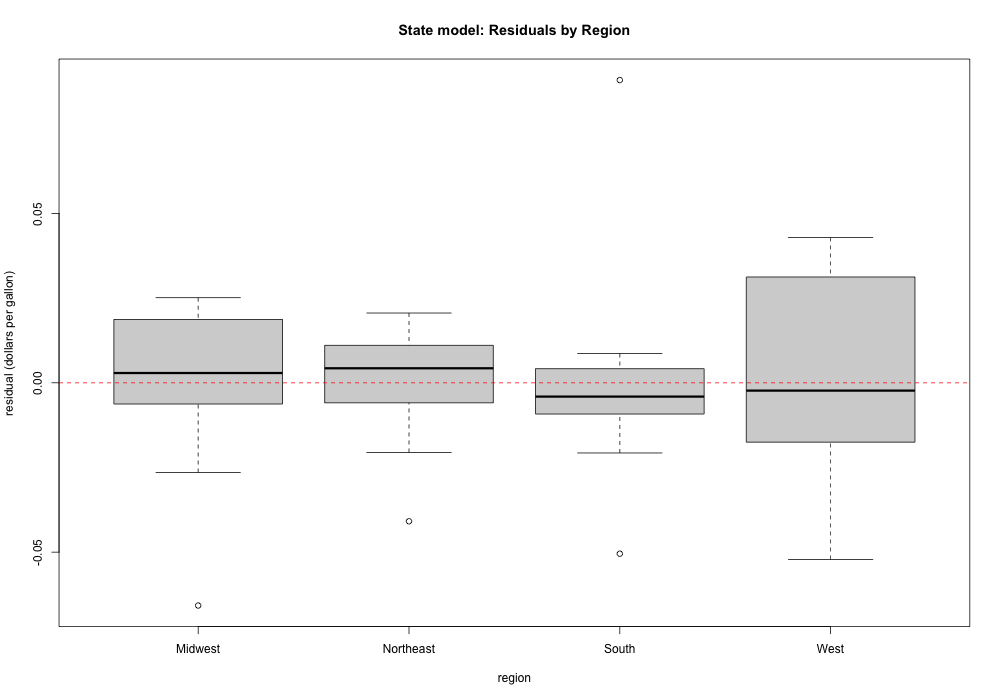 State model: Residuals by Region
residual (dollars per gallon)
0.05
0.00
-0.05
Midwest
Northeast
South
West
region